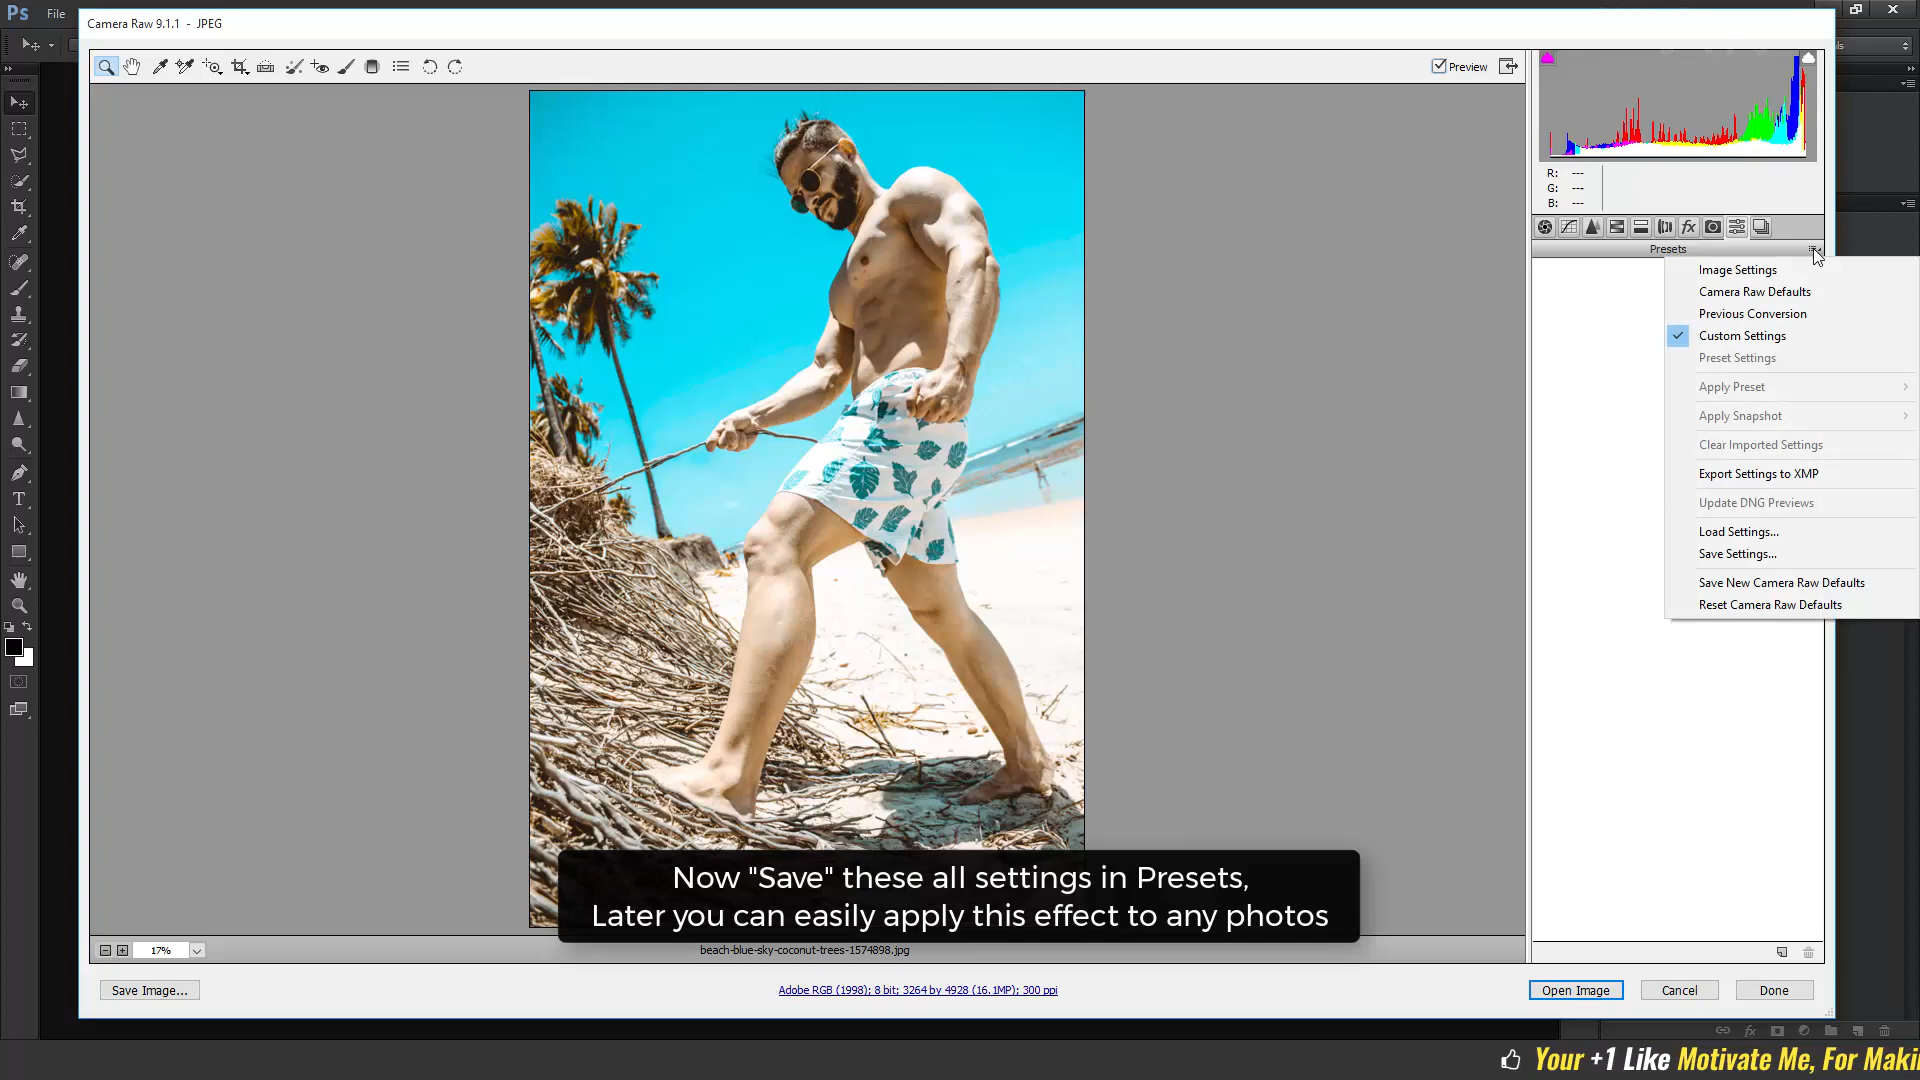 Ps File
Camera Raw 9.1.1 - JPEG
Preview
R: ---
G: ---
B: ---
Presets
Image Settings
Camera Raw Defaults
Previous Conversion
Custom Settings
Preset Settings
Apply Preset
Apply Snapshot
Clear Imported Settings
Export Settings to XMP
Update DNG Previews
Load Settings...
Save Settings...
Save New Camera Raw Defaults
Reset Camera Raw Defaults
Now "Save" these all settings in Presets,
Later you can easily apply this effect to any photos
17%
beach-blue-sky-coconut-trees-1574898.jpg
Save Image...
Adobe RGB (1998); 8 bit; 3264 by 4928 (16.1MP); 300 ppi
Open Image
Cancel
Done
Your +1 Like Motivate Me, For Makin